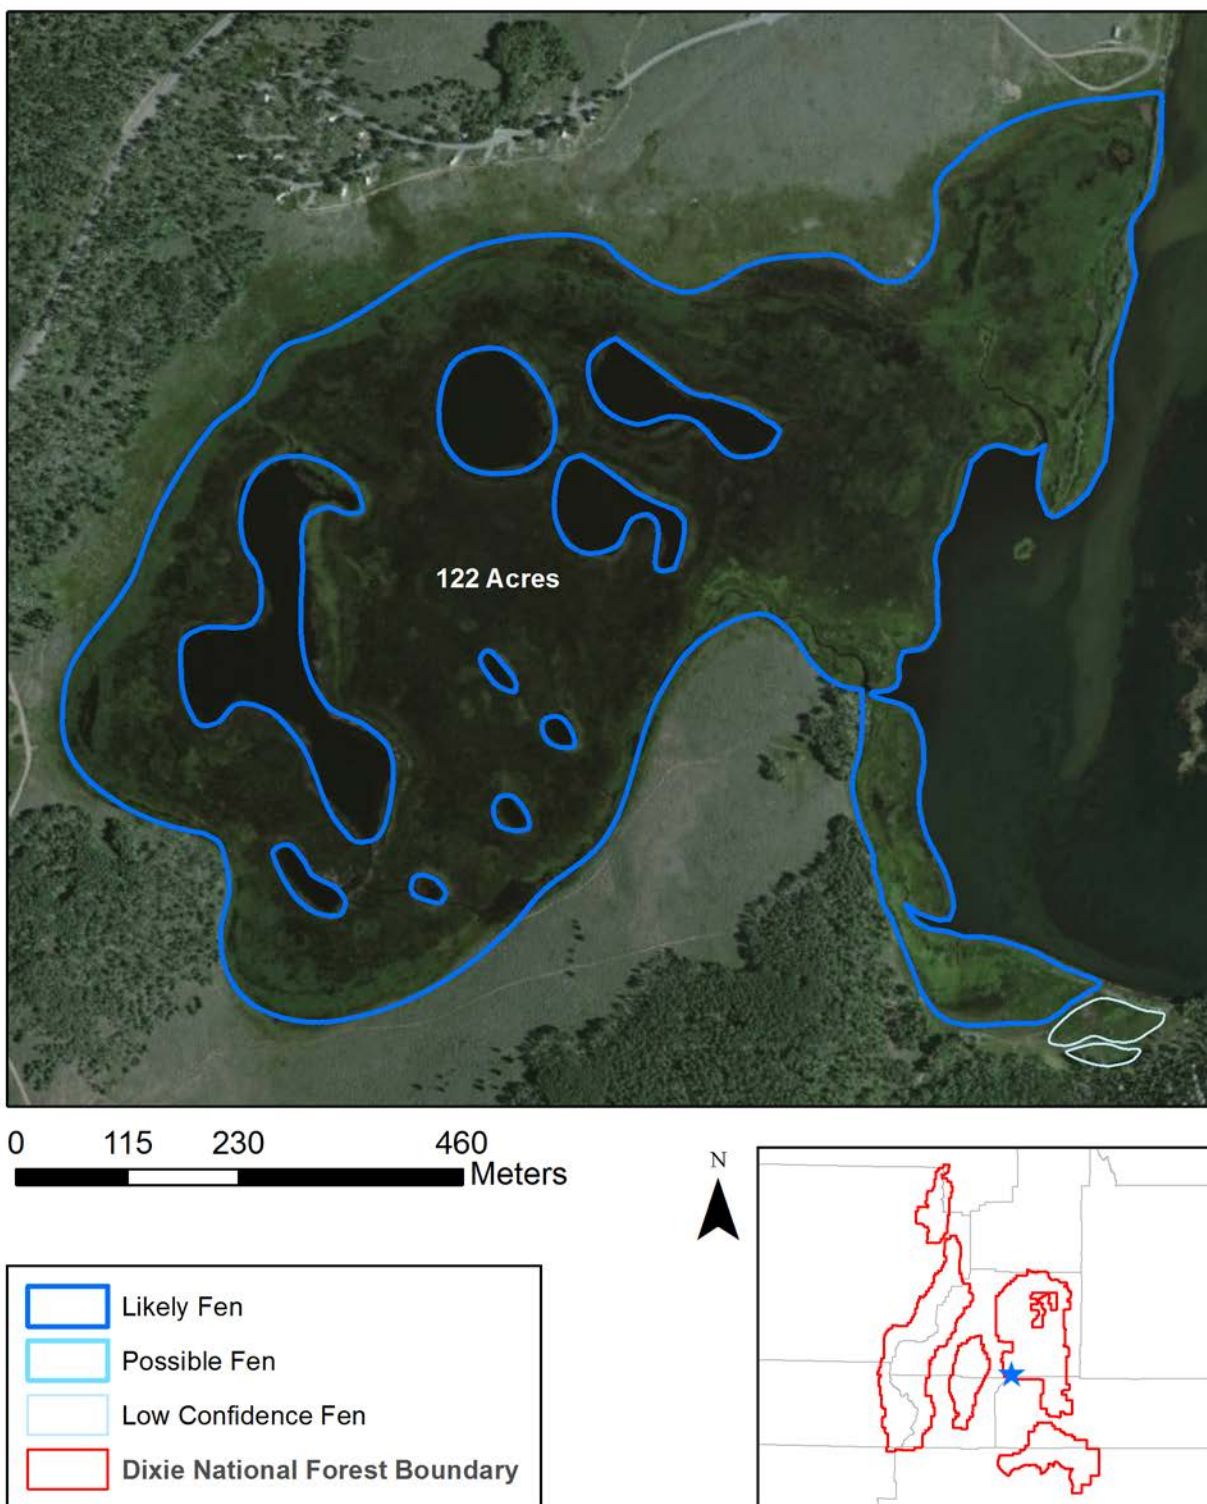 122 Acres
0 115 230 460
Meters
N
Likely Fen
Possible Fen
Low Confidence Fen
Dixie National Forest Boundary